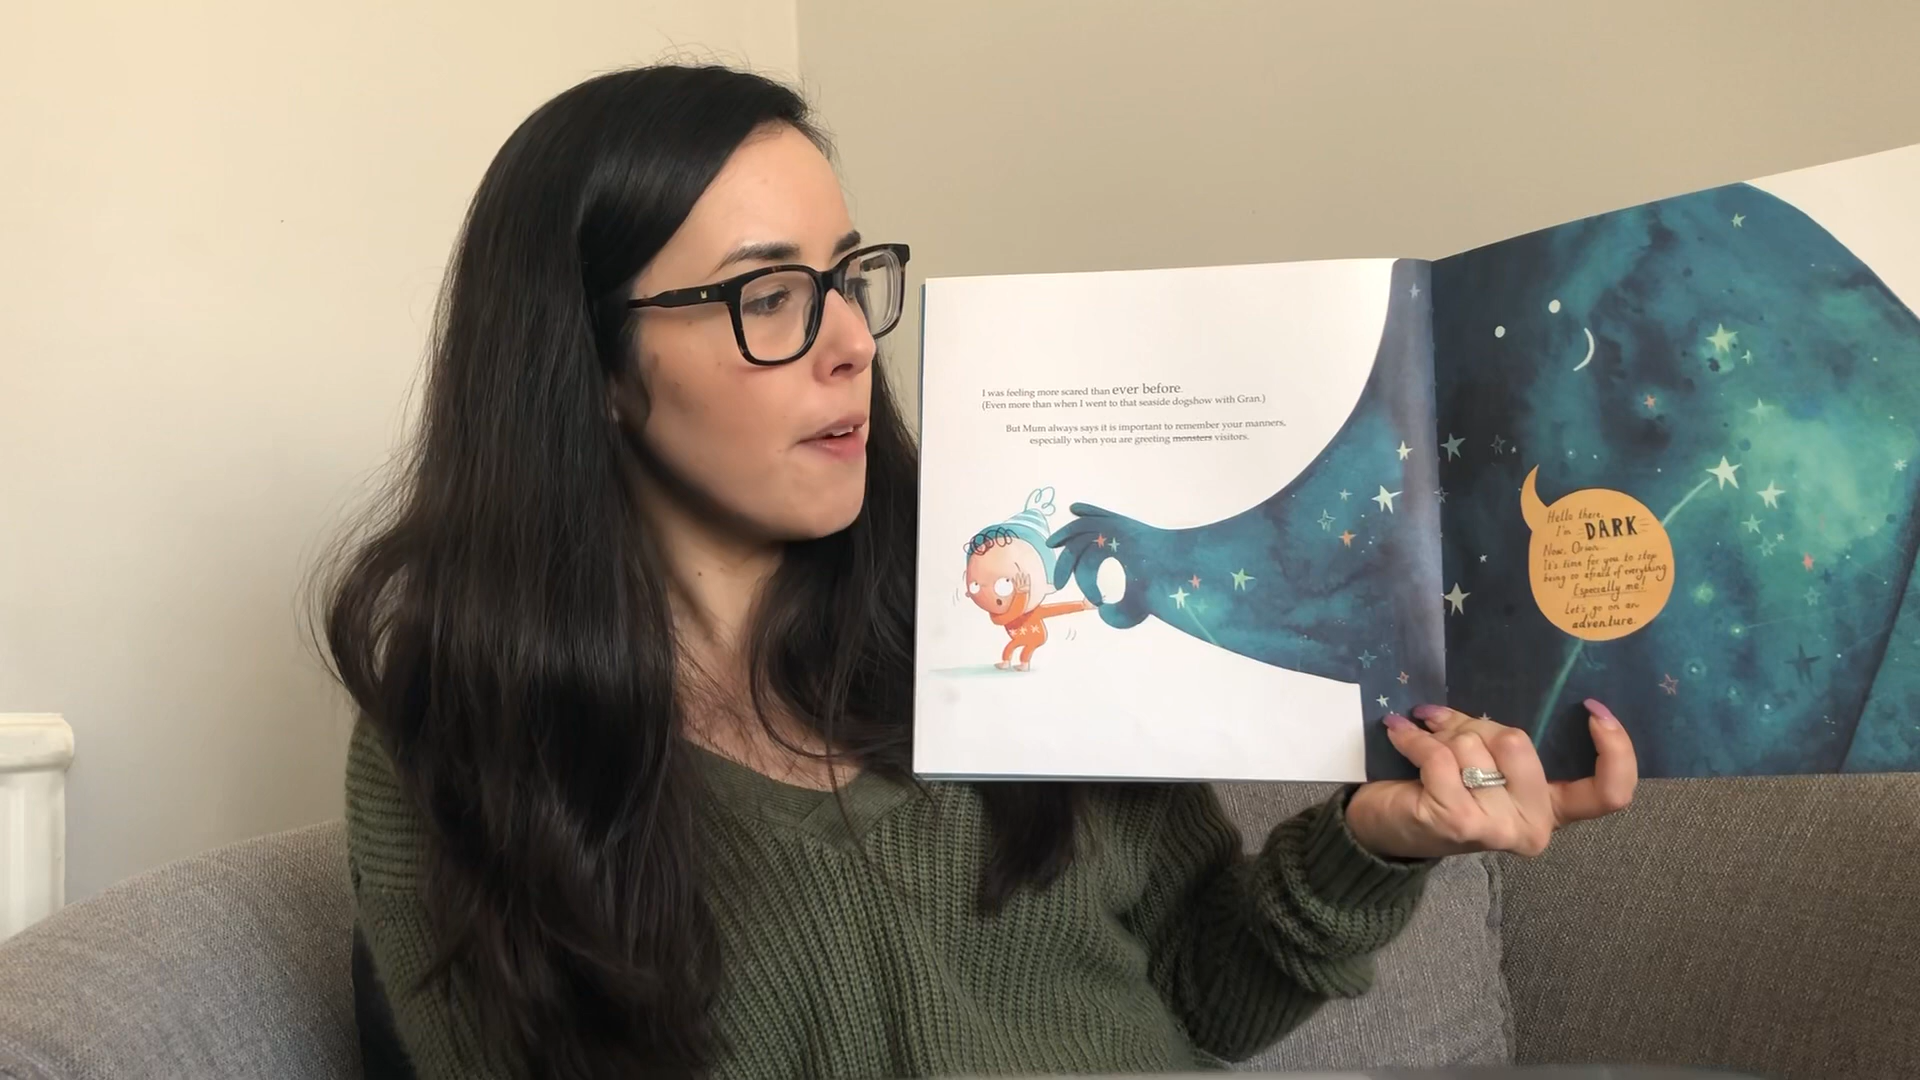 I was feeling more scared than ever before.
(Even more than when I went to that seaside dogshow with Gran.)
But Mum always says it is important to remember your manners,
especially when you are greeting monsters visitors.
Hello there.
I'm DARK
Now, Orion...
It's time for you to stop
being so afraid of everything
Especially me!
Let's go on an
adventure.